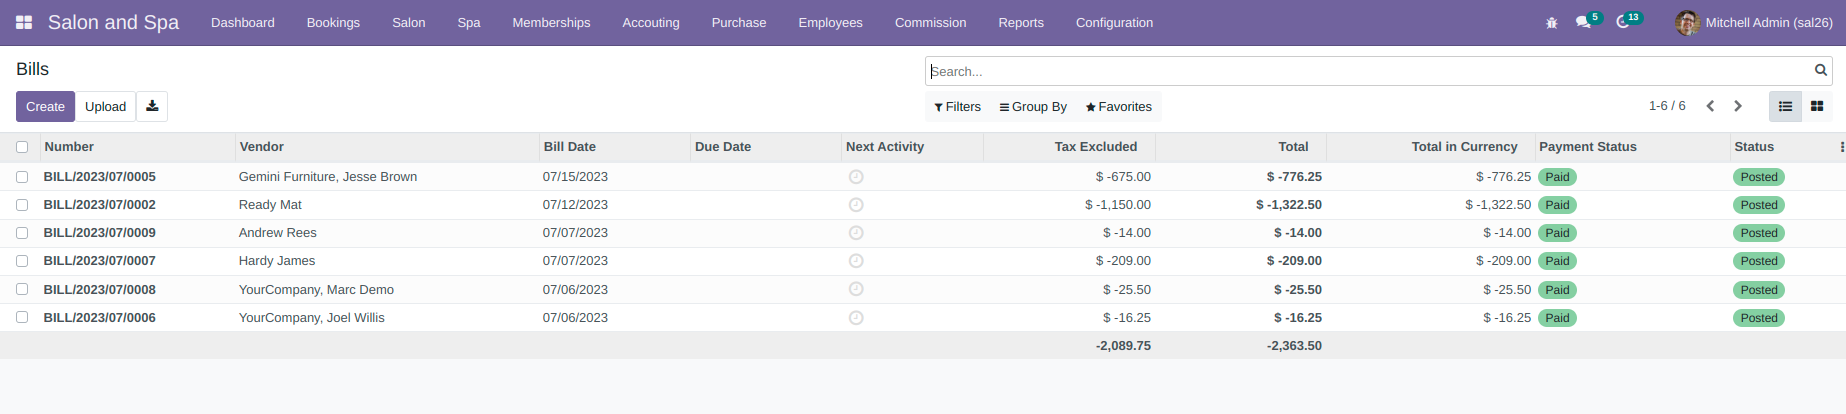 Salon and Spa Dashboard Bookings Salon Spa Memberships Accouting Purchase Employees Commission Reports Configuration 5 13 Mitchell Admin (sal26)
Bills Search...
Create Upload Filters Group By Favorites 1-6 / 6
Number Vendor Bill Date Due Date Next Activity Tax Excluded Total Total in Currency Payment Status Status
BILL/2023/07/0005 Gemini Furniture, Jesse Brown 07/15/2023 $ -675.00 $ -776.25 $ -776.25 Paid Posted
BILL/2023/07/0002 Ready Mat 07/12/2023 $ -1,150.00 $ -1,322.50 $ -1,322.50 Paid Posted
BILL/2023/07/0009 Andrew Rees 07/07/2023 $ -14.00 $ -14.00 $ -14.00 Paid Posted
BILL/2023/07/0007 Hardy James 07/07/2023 $ -209.00 $ -209.00 $ -209.00 Paid Posted
BILL/2023/07/0008 YourCompany, Marc Demo 07/06/2023 $ -25.50 $ -25.50 $ -25.50 Paid Posted
BILL/2023/07/0006 YourCompany, Joel Willis 07/06/2023 $ -16.25 $ -16.25 $ -16.25 Paid Posted
-2,089.75 -2,363.50